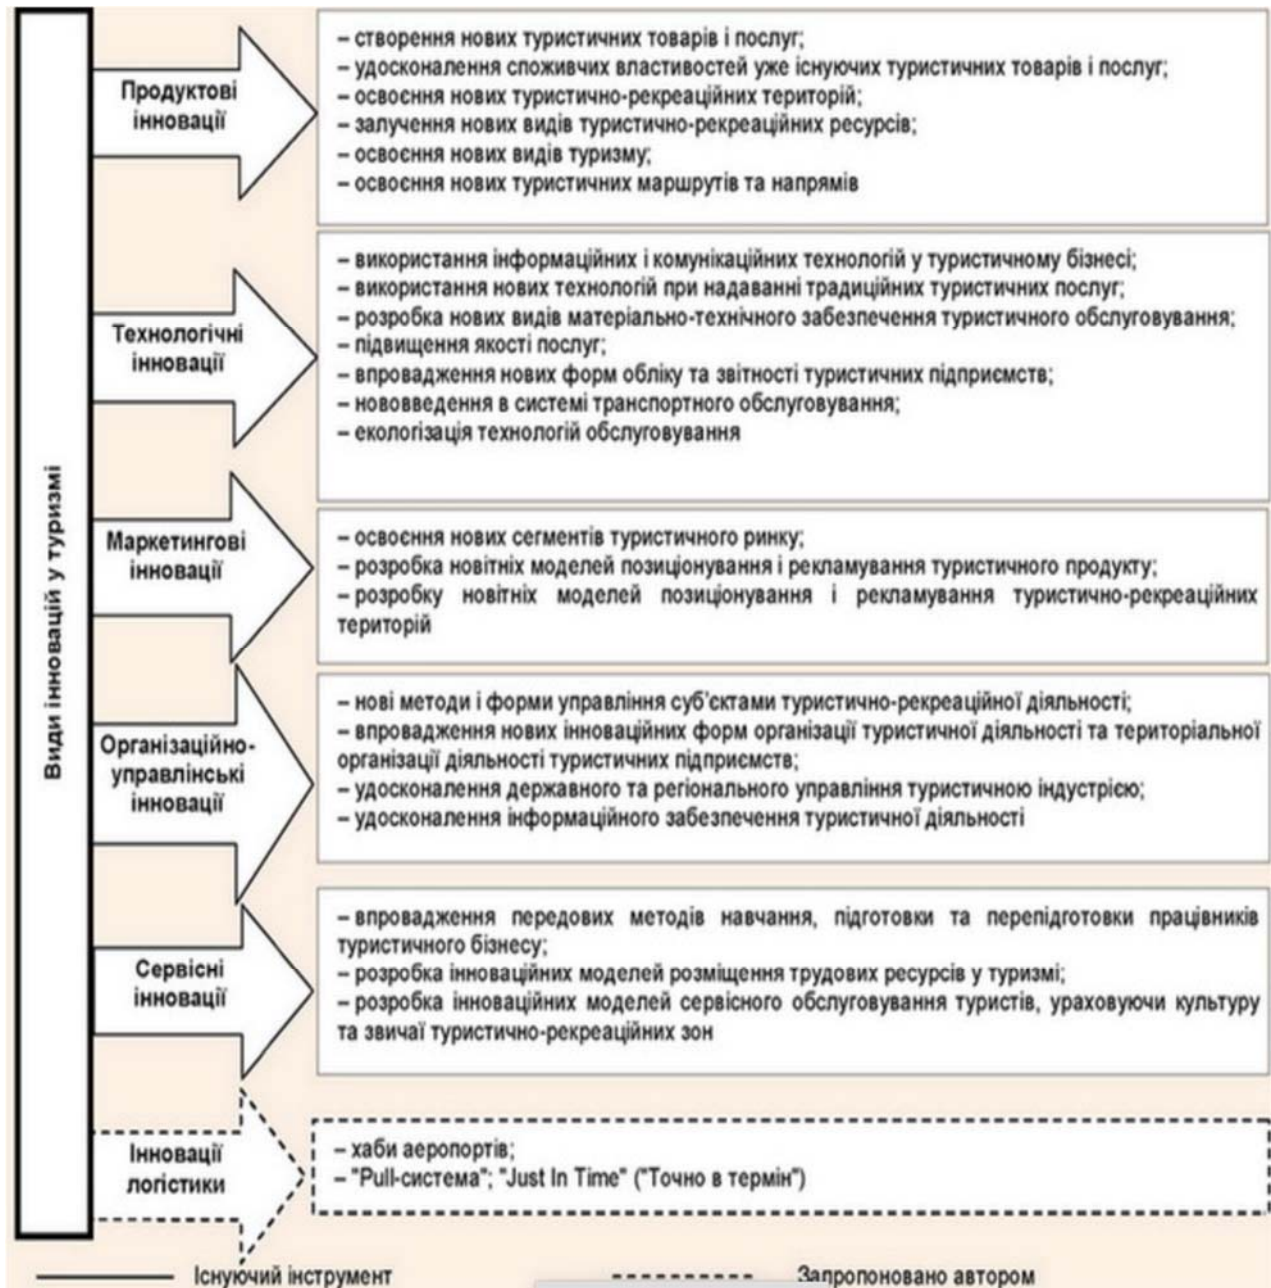 Види інновацій у туризмі
Продуктові
інновації
– створення нових туристичних товарів і послуг;
– удосконалення споживчих властивостей уже існуючих туристичних товарів і послуг;
– освоєння нових туристично-рекреаційних територій;
– залучення нових видів туристично-рекреаційних ресурсів;
– освоєння нових видів туризму;
– освоєння нових туристичних маршрутів та напрямів
Технологічні
інновації
– використання інформаційних і комунікаційних технологій у туристичному бізнесі;
– використання нових технологій при надаванні традиційних туристичних послуг;
– розробка нових видів матеріально-технічного забезпечення туристичного обслуговування;
– підвищення якості послуг;
– впровадження нових форм обліку та звітності туристичних підприємств;
– нововведення в системі транспортного обслуговування;
– екологізація технологій обслуговування
Маркетингові
інновації
– освоєння нових сегментів туристичного ринку;
– розробка новітніх моделей позиціонування і рекламування туристичного продукту;
– розробку новітніх моделей позиціонування і рекламування туристично-рекреаційних
територій
Організаційно-
управлінські
інновації
– нові методи і форми управління суб'єктами туристично-рекреаційної діяльності;
– впровадження нових інноваційних форм організації туристичної діяльності та територіальної
організації діяльності туристичних підприємств;
– удосконалення державного та регіонального управління туристичною індустрією;
– удосконалення інформаційного забезпечення туристичної діяльності
Сервісні
інновації
– впровадження передових методів навчання, підготовки та перепідготовки працівників
туристичного бізнесу;
– розробка інноваційних моделей розміщення трудових ресурсів у туризмі;
– розробка інноваційних моделей сервісного обслуговування туристів, ураховуючи культуру
та звичаї туристично-рекреаційних зон
Інновації
логістики
– хаби аеропортів;
– "Pull-система"; "Just In Time" ("Точно в термін")
Існуючий інструмент
Запропоновано автором